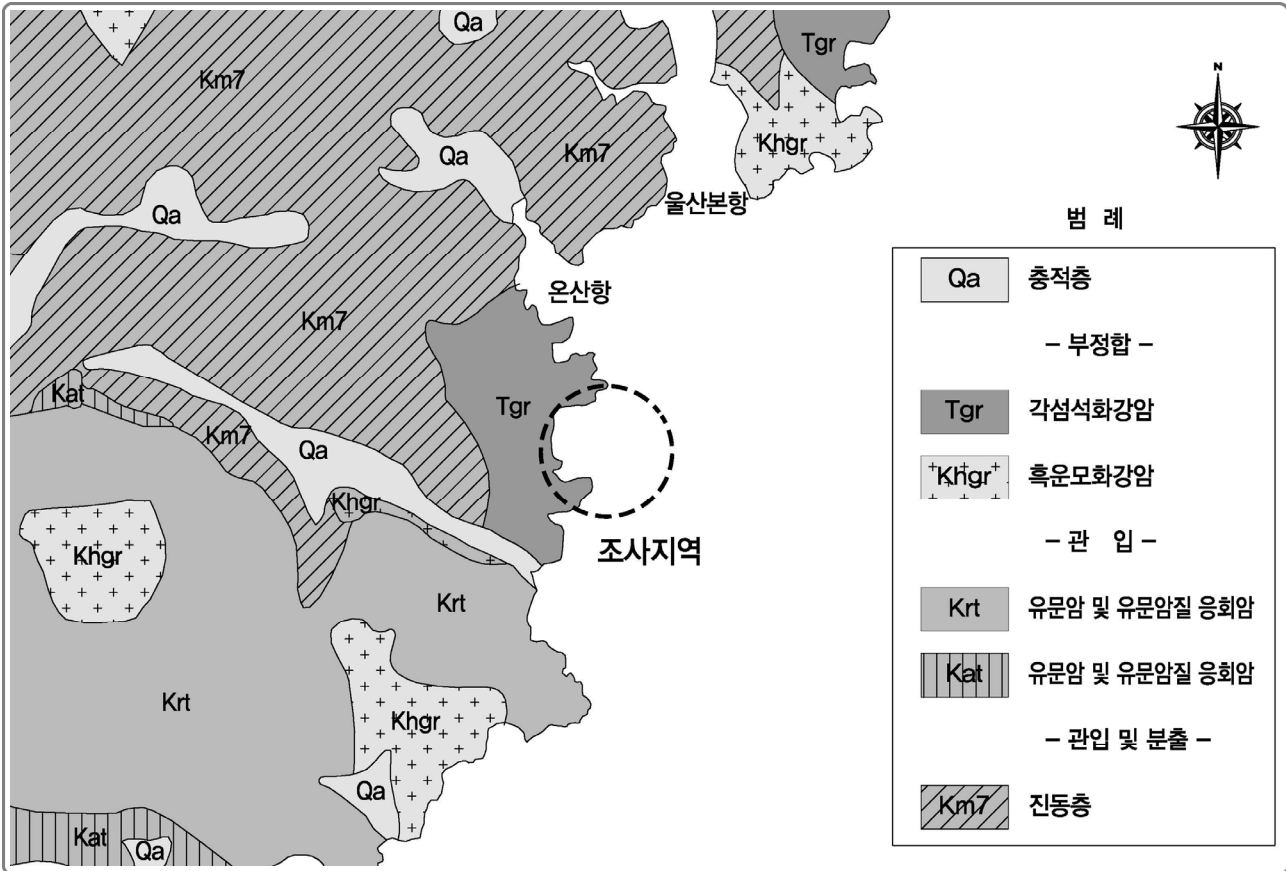 Qa
Tgr
Km7
N
Khgr
Qa
Km7
울산본항
Qa
범 례
Qa 충적층
온산항
Km7
- 부정합 -
Kat
Tgr
Tgr 각섬석화강암
Km7
Qa
Khgr 흑운모화강암
Khgr
조사지역
- 관 입 -
Khgr
Krt
Krt 유문암 및 유문암질 응회암
Kat 유문암 및 유문암질 응회암
Krt
Khgr
- 관입 및 분출 -
Qa
Km7 진동층
Kat
Qa